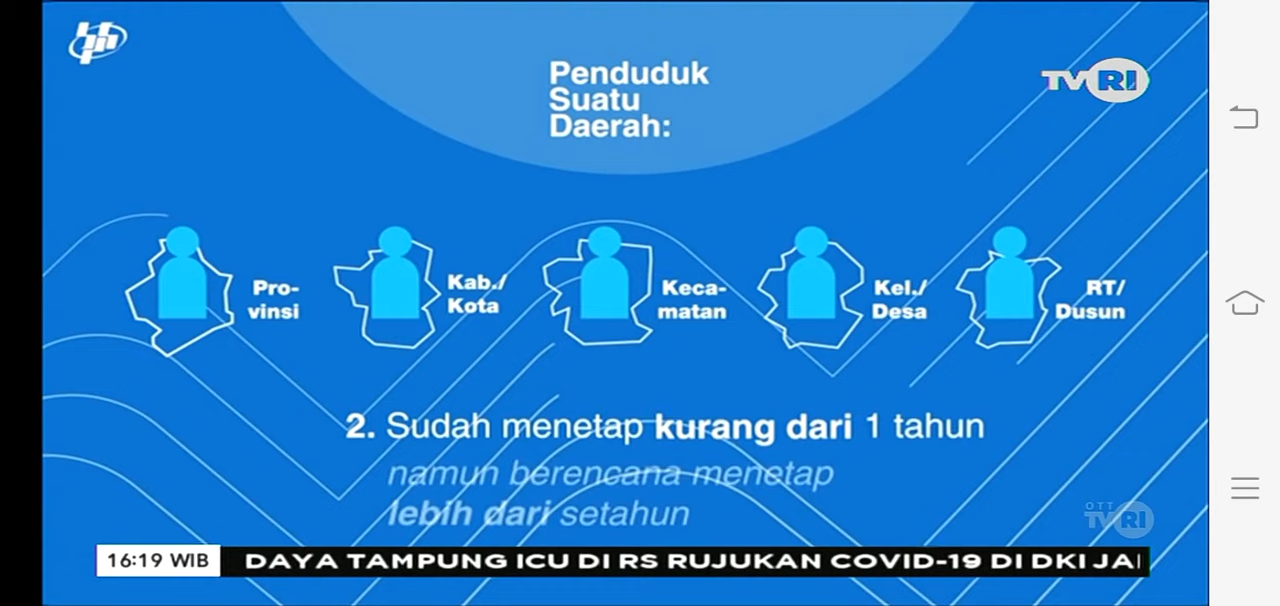 Penduduk
Suatu
Daerah:
TVRI
Pro-
vinsi
Kab./
Kota
Keca-
matan
Kel./
Desa
RT/
Dusun
2. Sudah menetap kurang dari 1 tahun
namun berencana menetap
lebih dari setahun
OTT
TVRI
16:19 WIB
DAYA TAMPUNG ICU DI RS RUJUKAN COVID-19 DI DKI JA